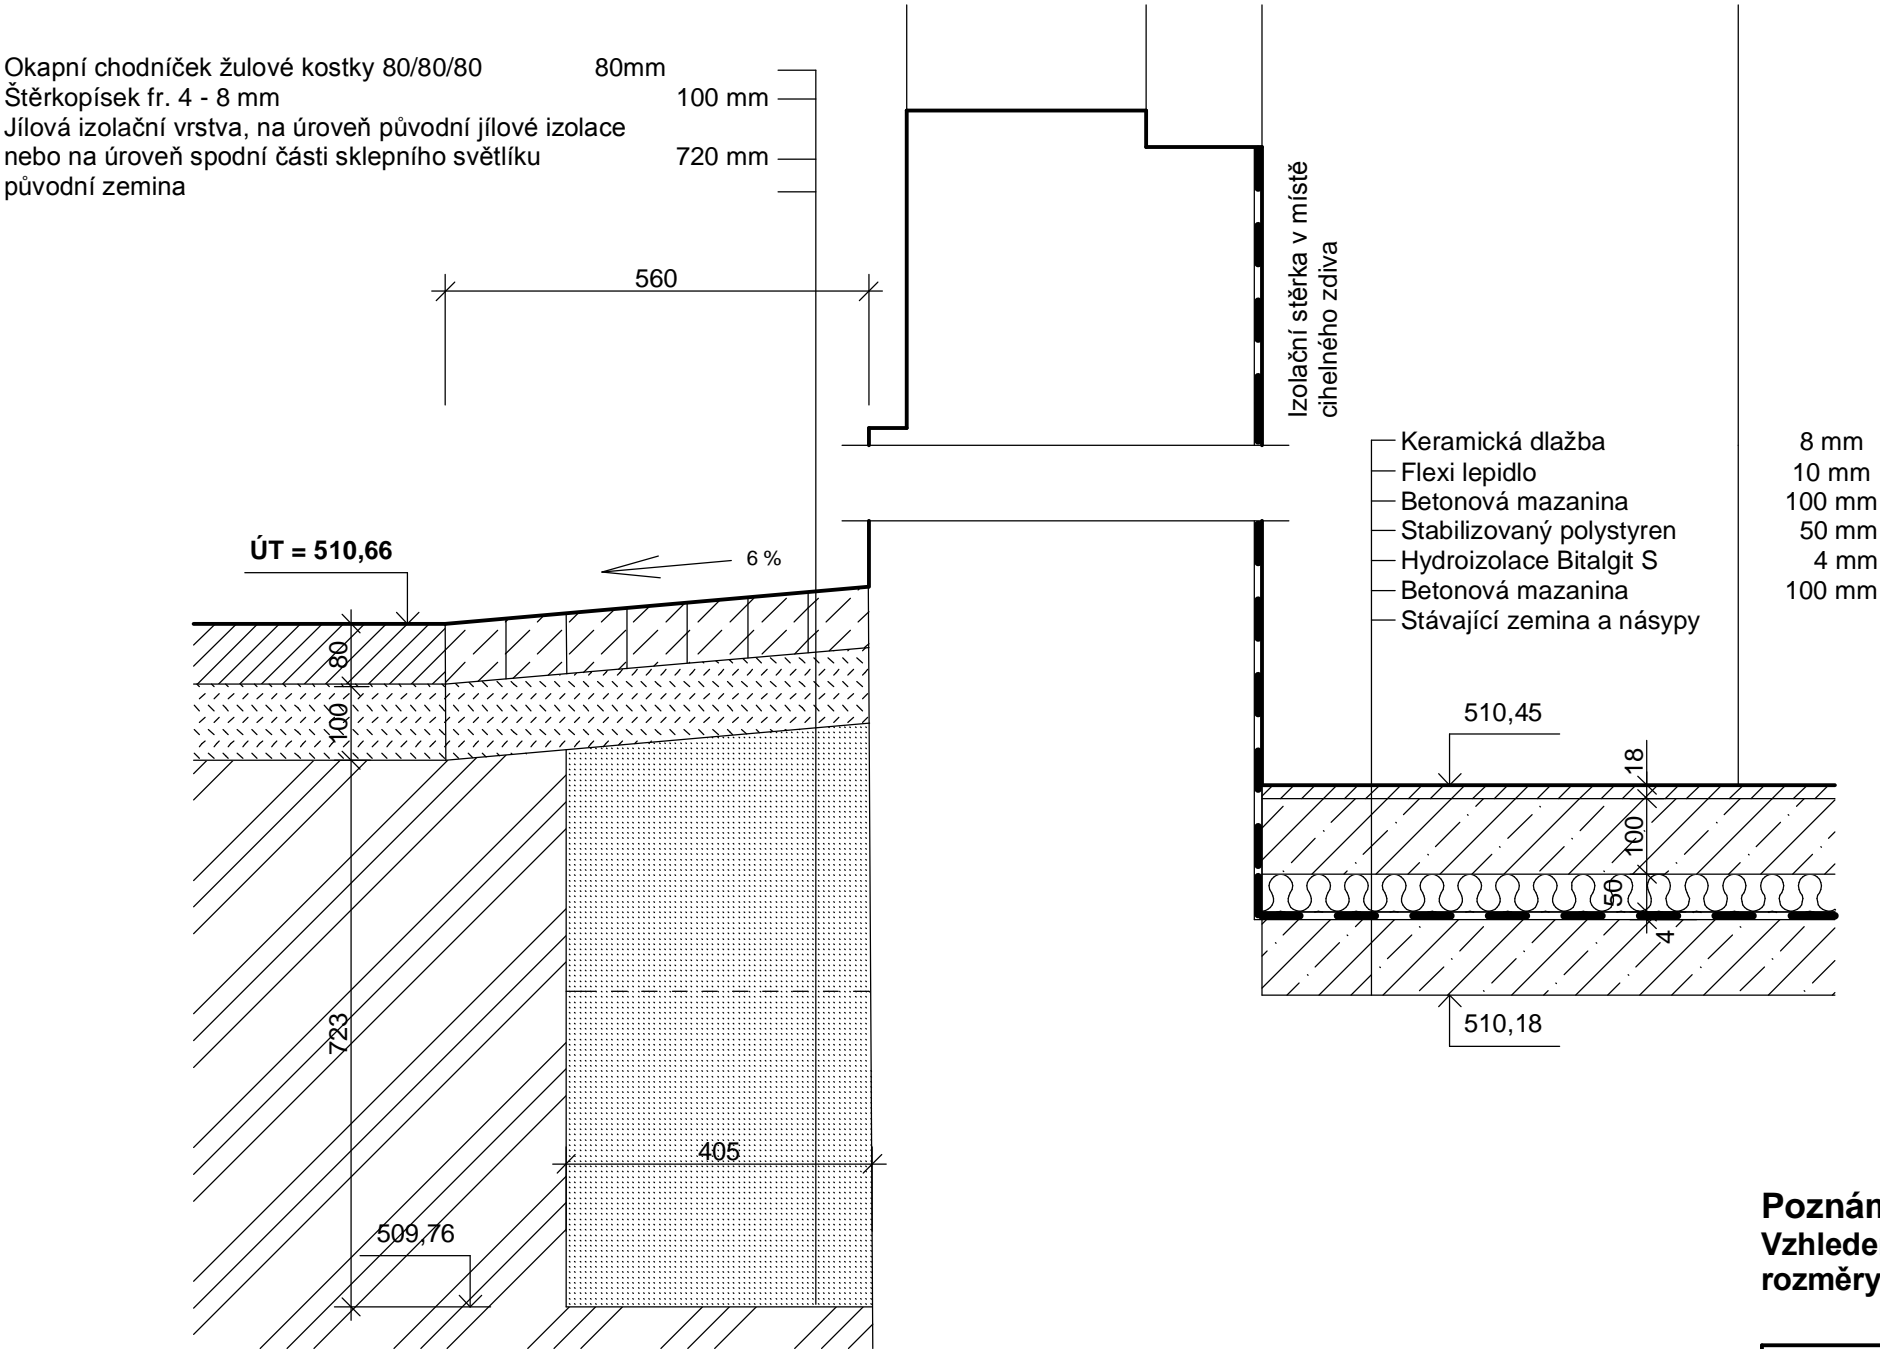 Okapní chodníček žulové kostky 80/80/80 80mm
Štěrkopísek fr. 4 - 8 mm 100 mm
Jílová izolační vrstva, na úroveň původní jílové izolace
nebo na úroveň spodní části sklepního světlíku 720 mm
původní zemina
560
Izolační stěrka v místě
cihelného zdiva
Keramická dlažba 8 mm
Flexi lepidlo 10 mm
Betonová mazanina 100 mm
Stabilizovaný polystyren 50 mm
Hydroizolace Bitalgit S 4 mm
Betonová mazanina 100 mm
Stávající zemina a násypy
ÚT = 510,66
6 %
80
100
723
405
509,76
510,45
18
100
50
4
510,18
Poznám
Vzhlede
rozměry